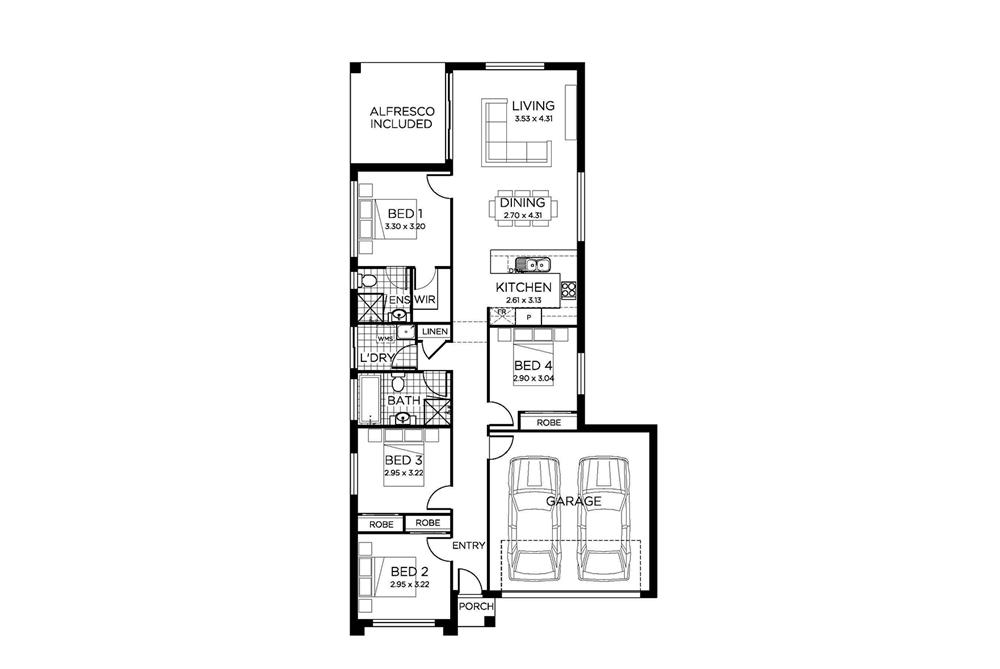 ALFRESCO
INCLUDED
LIVING
3.53 x 4.31
DINING
2.70 x 4.31
BED 1
3.30 x 3.20
ENS
WIR
KITCHEN
2.61 x 3.13
FR
P
WMS
LINEN
L'DRY
BED 4
2.90 x 3.04
BATH
ROBE
BED 3
2.95 x 3.22
GARAGE
ROBE
ROBE
ENTRY
BED 2
2.95 x 3.22
PORCH